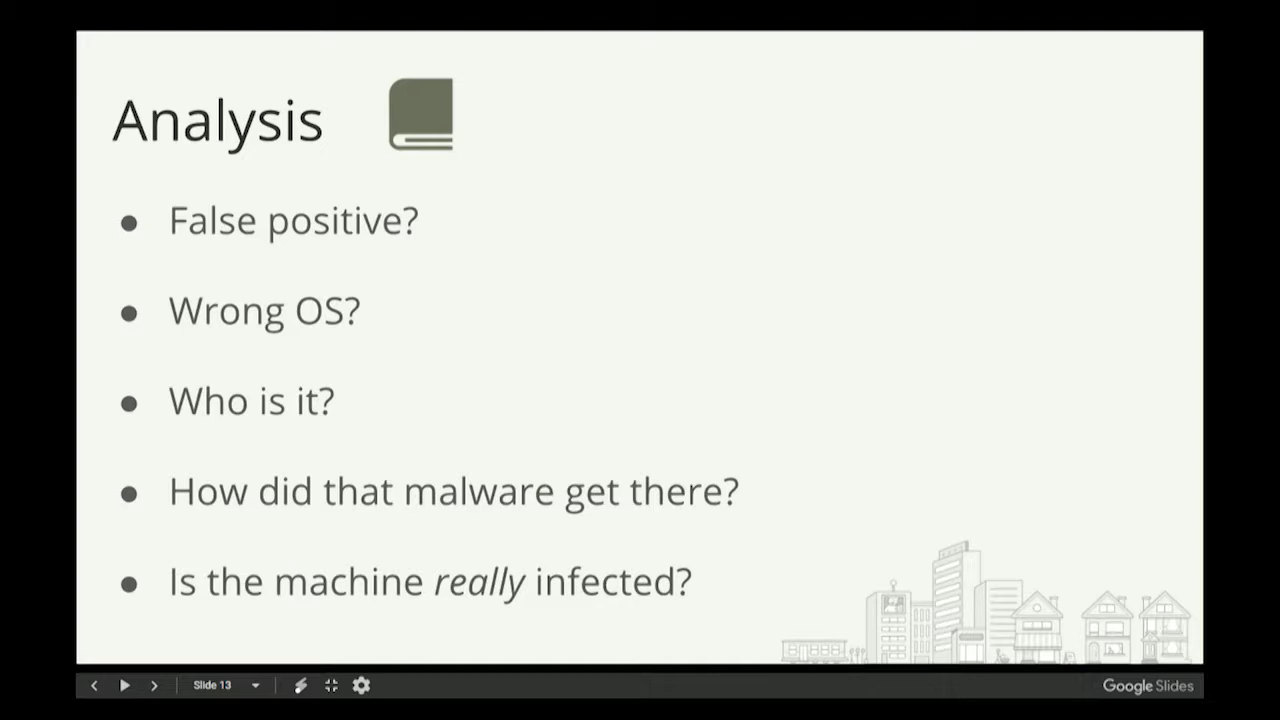 Analysis
● False positive?
● Wrong OS?
● Who is it?
● How did that malware get there?
● Is the machine really infected?
Slide 13
Google Slides